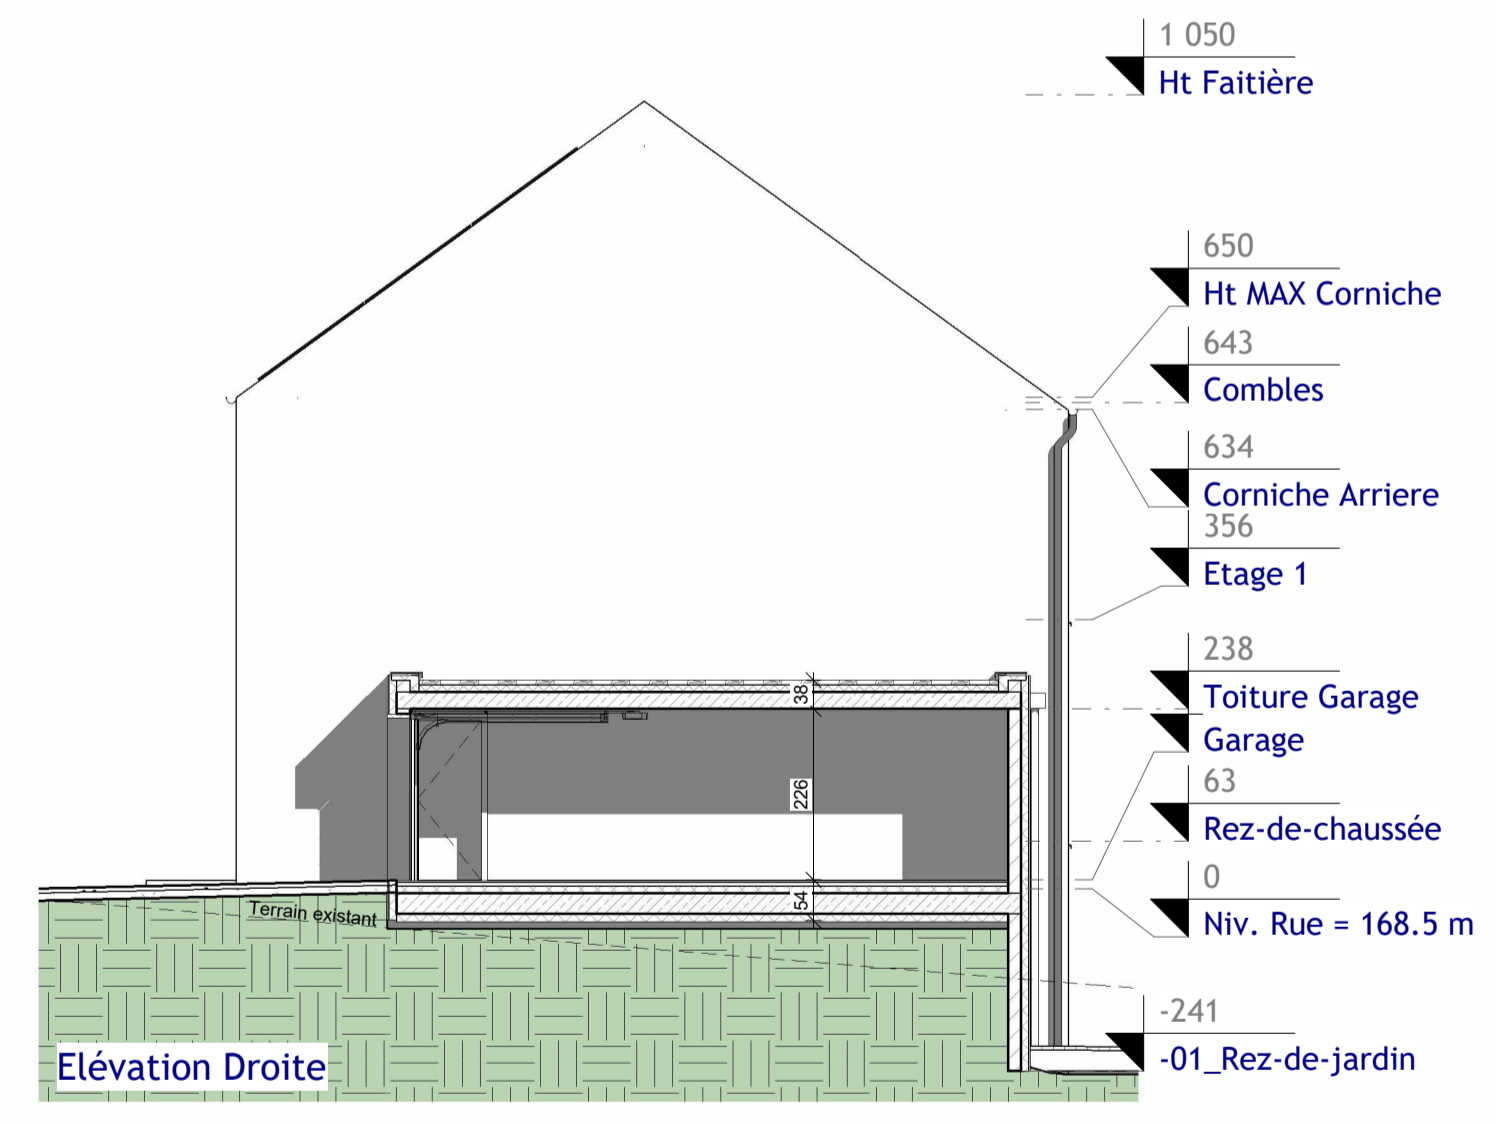 1 050
Ht Faitière
650
Ht MAX Corniche
643
Combles
634
Corniche Arriere
356
Etage 1
238
Toiture Garage
Garage
63
Rez-de-chaussée
0
Niv. Rue = 168.5 m
-241
-01_Rez-de-jardin
38
226
54
Terrain existant
Elévation Droite